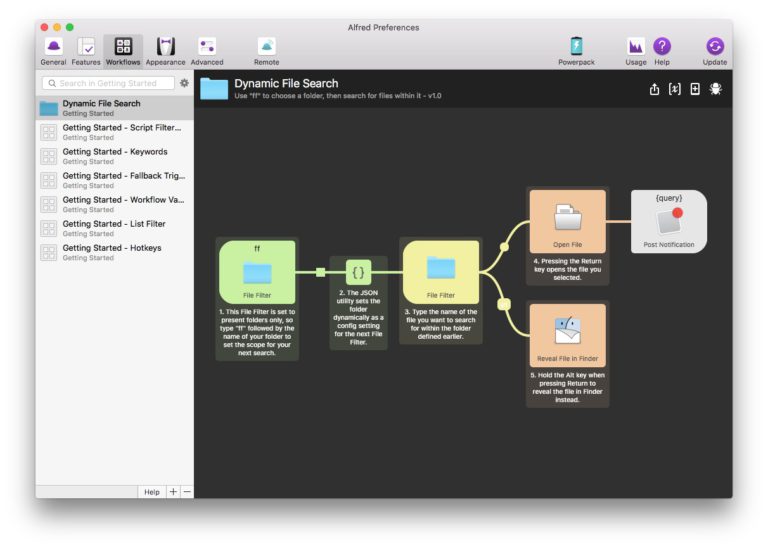 Alfred Preferences
General Features Workflows Appearance Advanced Remote Powerpack Usage Help Update
Search in Getting Started
Dynamic File Search
Getting Started
Getting Started - Script Filter...
Getting Started
Getting Started - Keywords
Getting Started
Getting Started - Fallback Trig...
Getting Started
Getting Started - Workflow Va...
Getting Started
Getting Started - List Filter
Getting Started
Getting Started - Hotkeys
Getting Started
Help + −
Dynamic File Search
Use "ff" to choose a folder, then search for files within it - v1.0
ff
File Filter
1. This File Filter is set to
present folders only, so
type "ff" followed by the
name of your folder to
set the scope for your
next search.
{}
2. The JSON
utility sets the
folder
dynamically as a
config setting
for the next File
Filter.
File Filter
3. Type the name of the
file you want to search
for within the folder
defined earlier.
Open File
4. Pressing the Return
key opens the file you
selected.
{query}
Post Notification
Reveal File in Finder
5. Hold the Alt key when
pressing Return to
reveal the file in Finder
instead.